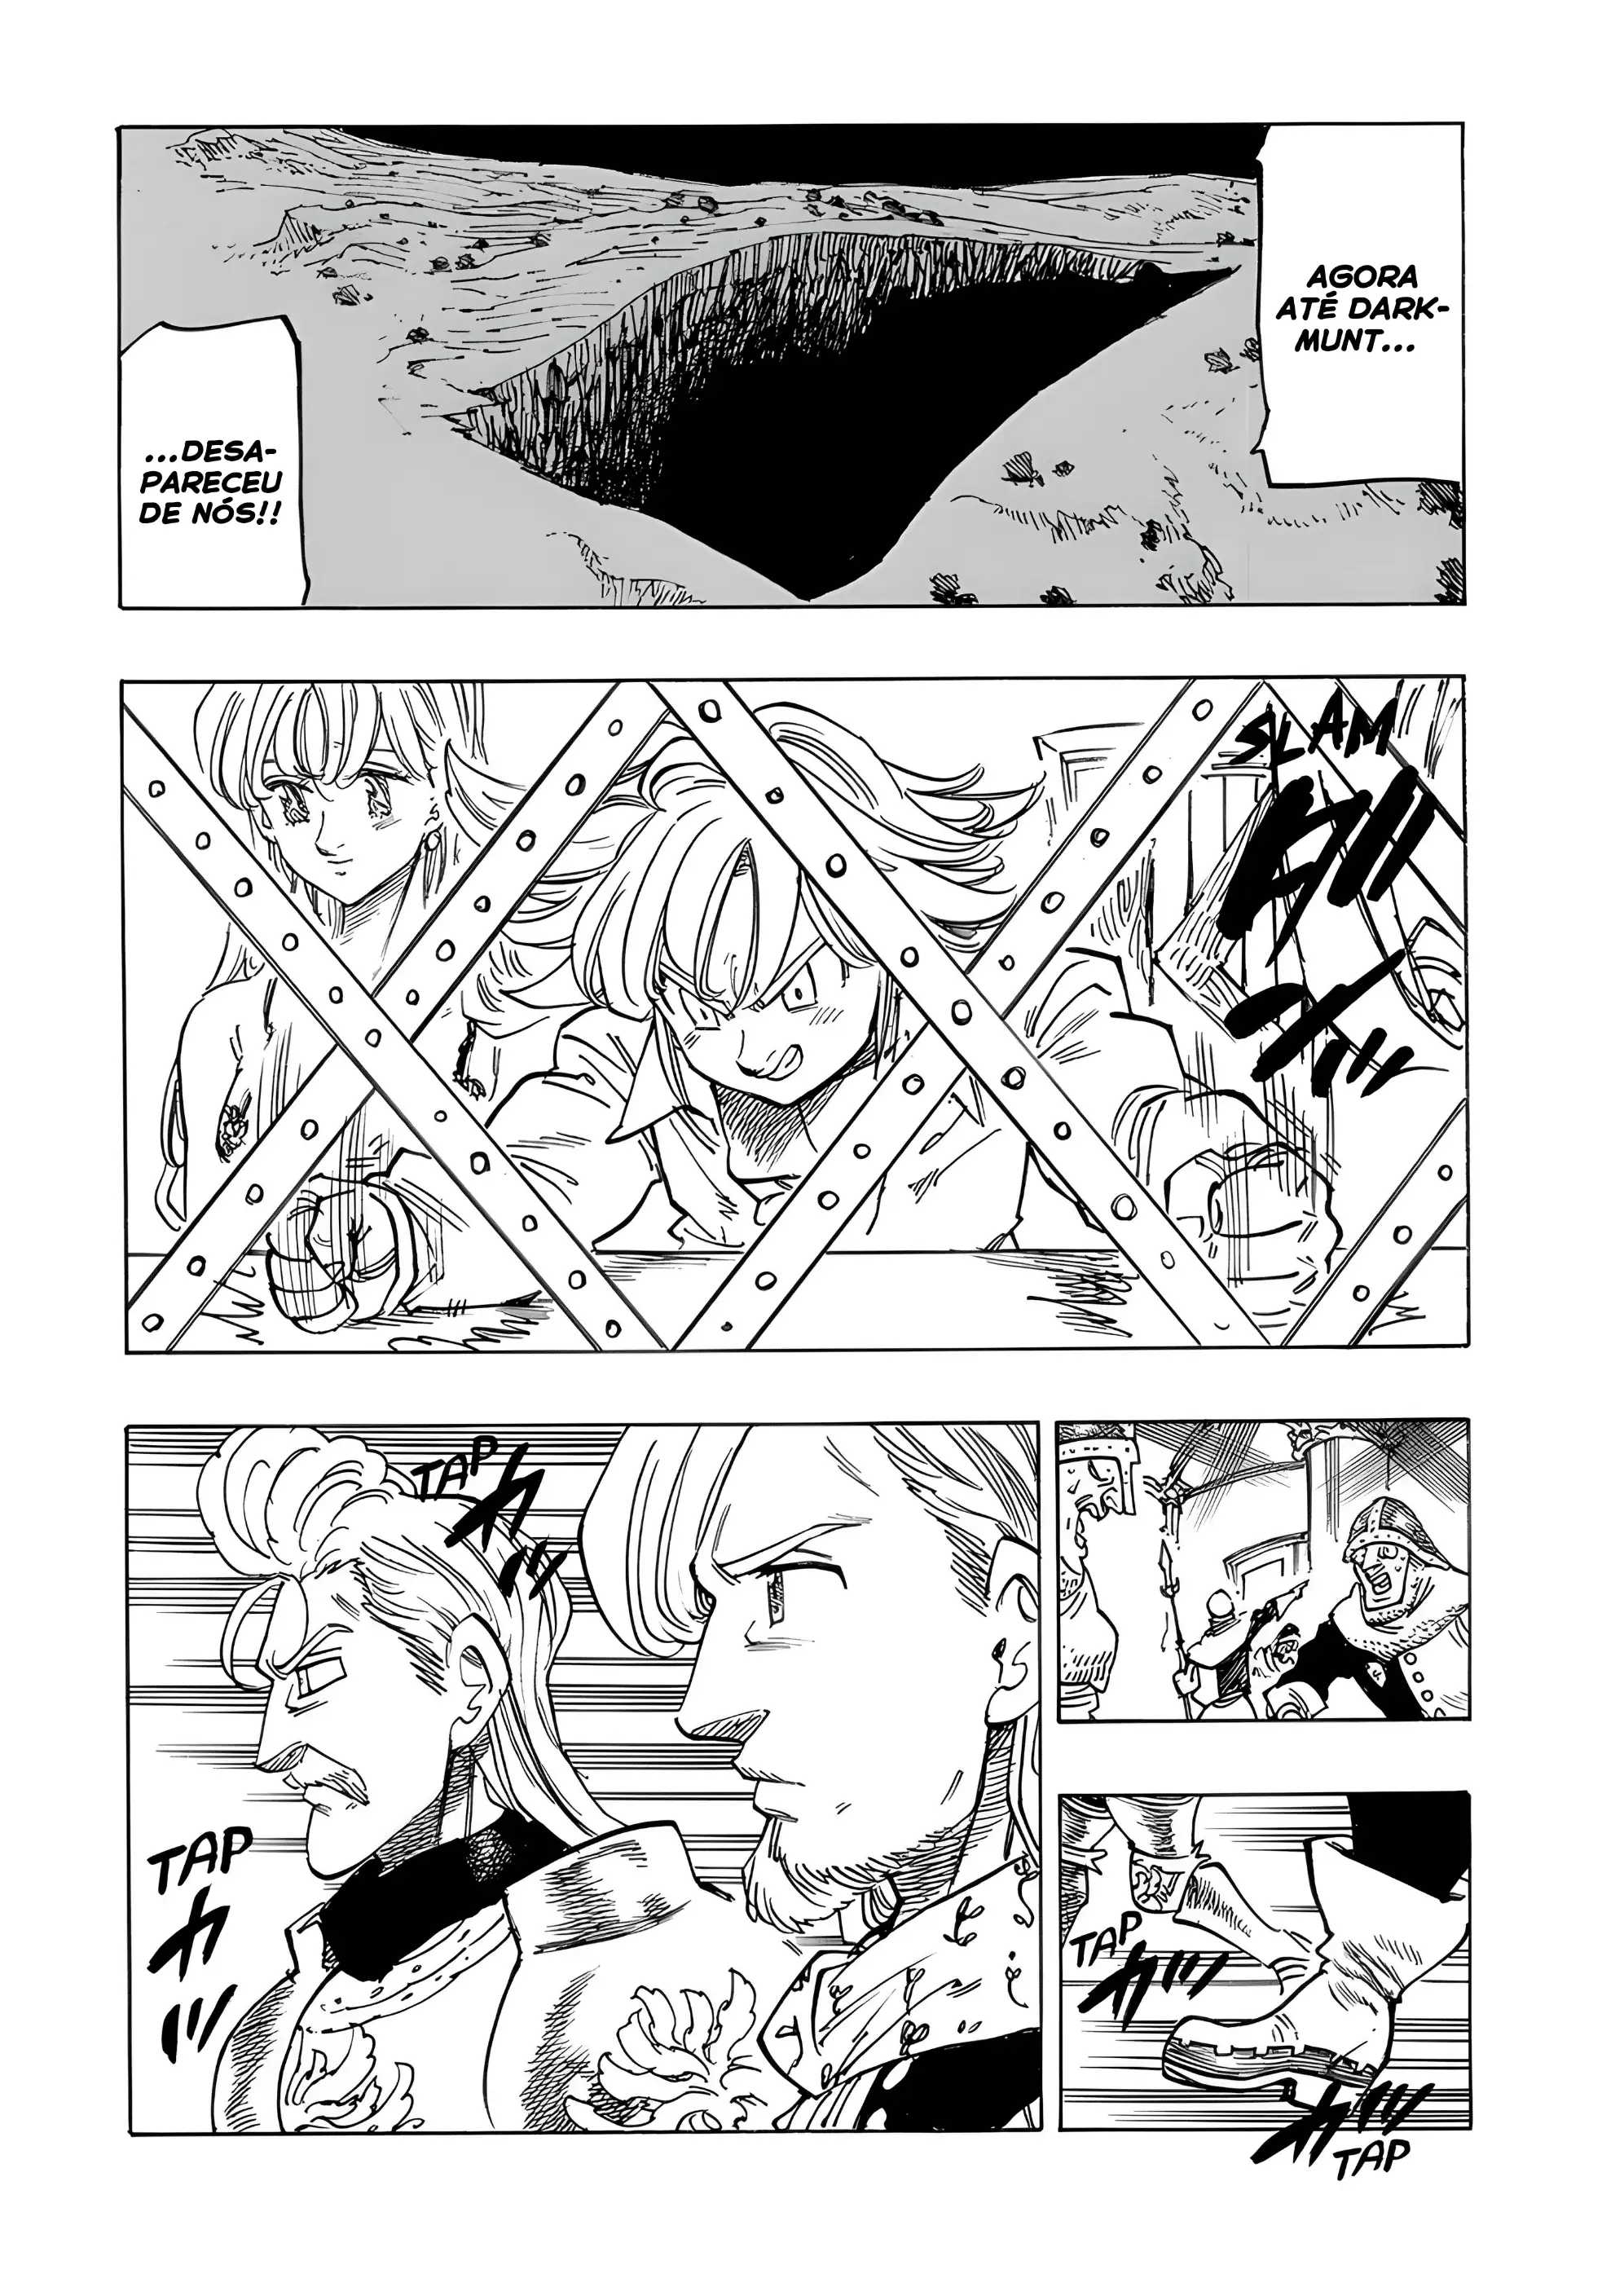 AGORA
ATÉ DARK-
MUNT...
...DESA-
PARECEU
DE NÓS!!
SLAM
TAP
TAP
TAP
TAP